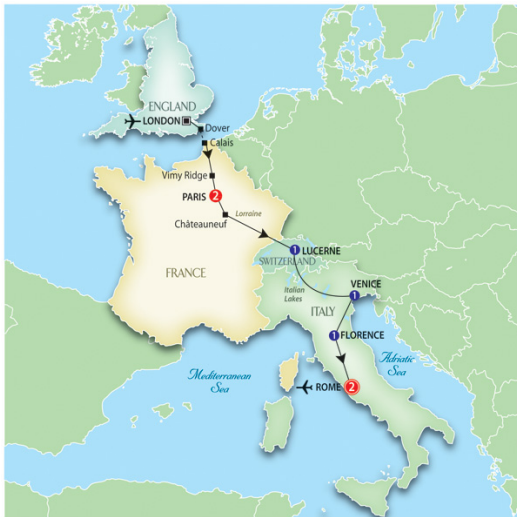 ENGLAND
LONDON
Dover
Calais
Vimy Ridge
PARIS 2
Châteauneuf
Lorraine
FRANCE
1 LUCERNE
SWITZERLAND
Italian
Lakes
VENICE
1
ITALY
1 FLORENCE
Adriatic
Sea
Mediterranean
Sea
ROME 2